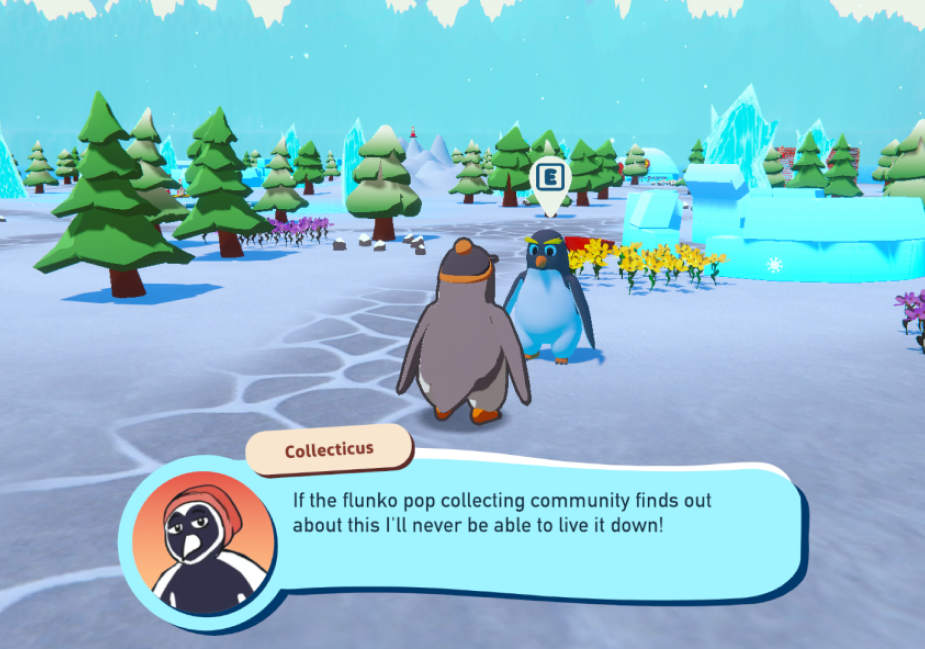 E
Collecticus
If the flunko pop collecting community finds out
about this I'll never be able to live it down!